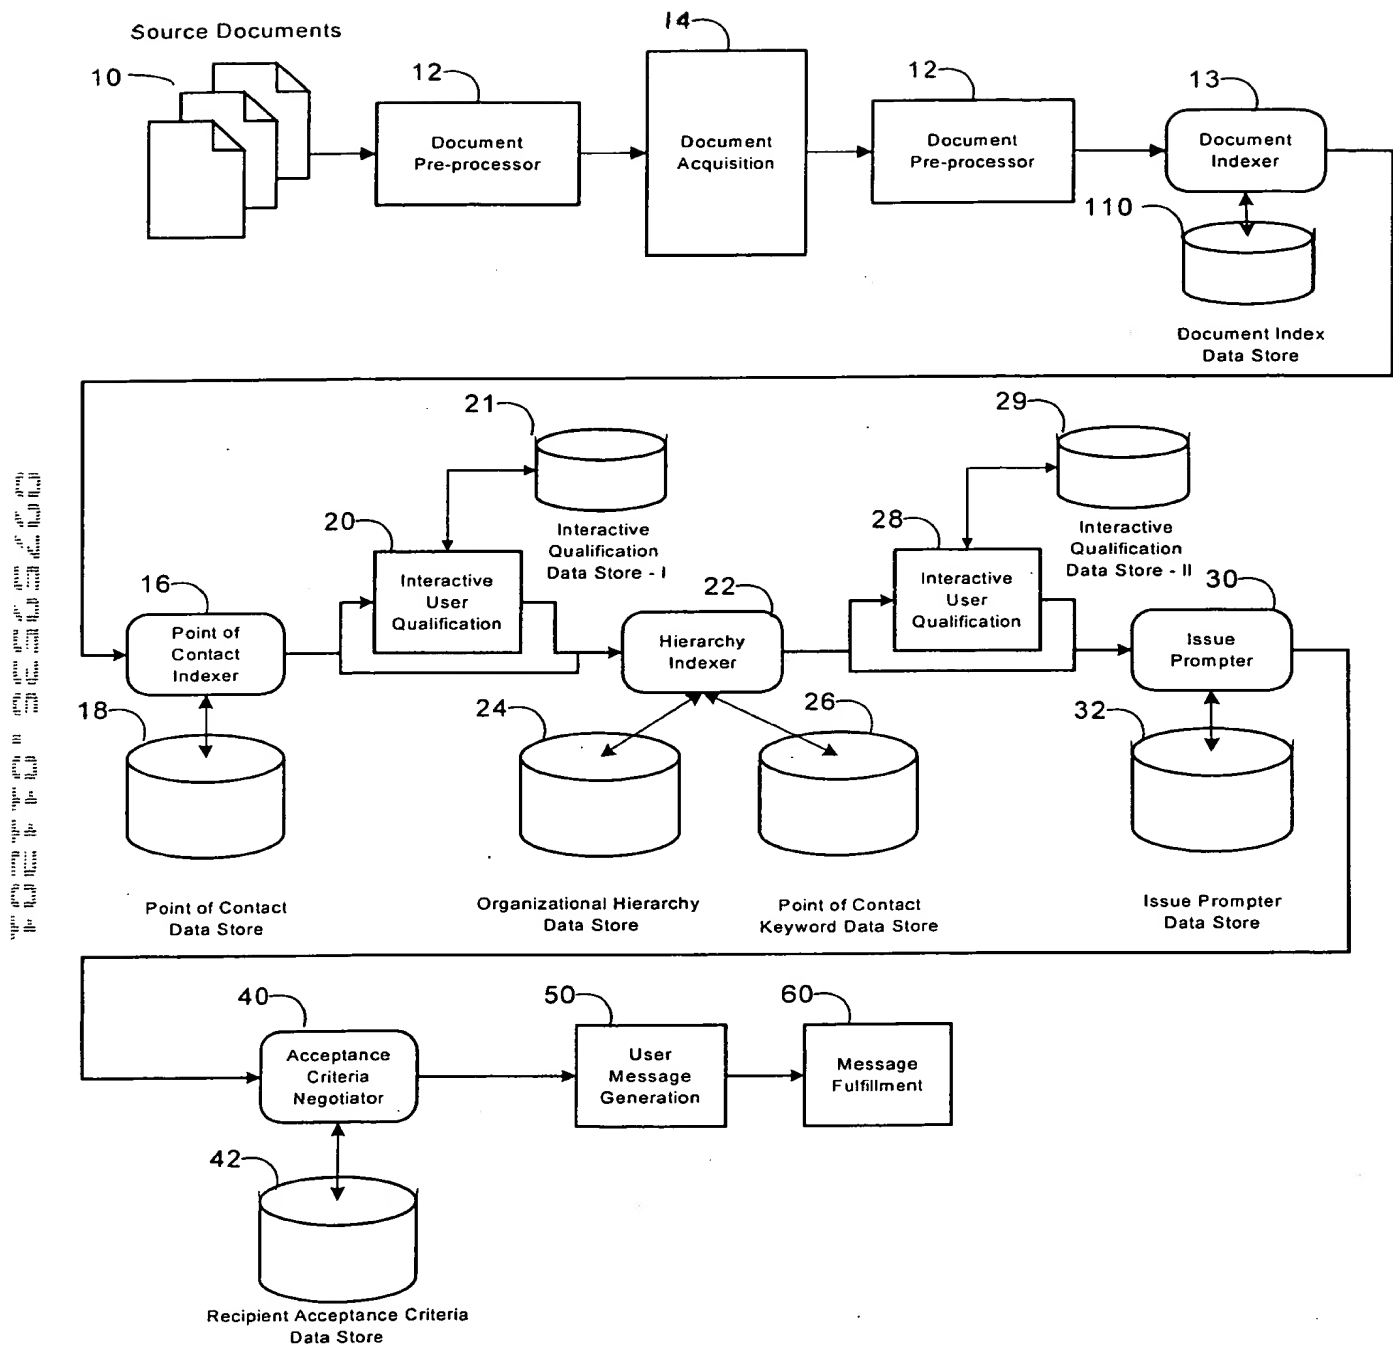 Source Documents
10
12
14
12
13
Document
Pre-processor
Document
Acquisition
Document
Pre-processor
Document
Indexer
110
Document Index
Data Store
21
Interactive
Qualification
Data Store - I
29
Interactive
Qualification
Data Store - II
20
Interactive
User
Qualification
28
Interactive
User
Qualification
16
Point of
Contact
Indexer
22
Hierarchy
Indexer
30
Issue
Prompter
18
Point of Contact
Data Store
24
Organizational Hierarchy
Data Store
26
Point of Contact
Keyword Data Store
32
Issue Prompter
Data Store
40
Acceptance
Criteria
Negotiator
50
User
Message
Generation
60
Message
Fulfillment
42
Recipient Acceptance Criteria
Data Store